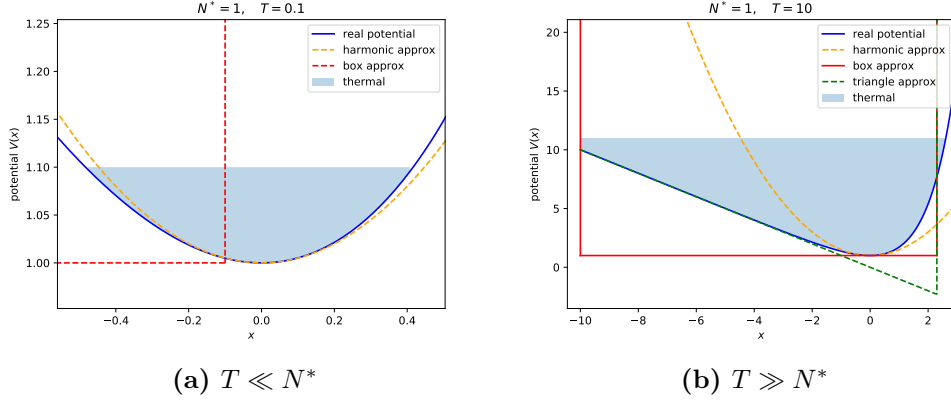 N* = 1, T = 0.1
1.25
1.20
1.15
1.10
1.05
1.00
potential V(x)
real potential
harmonic approx
box approx
thermal
−0.4
−0.2
0.0
0.2
0.4
x
(a) T ≪ N*
N* = 1, T = 10
20
15
10
5
0
potential V(x)
real potential
harmonic approx
box approx
triangle approx
thermal
−10
−8
−6
−4
−2
0
2
x
(b) T ≫ N*